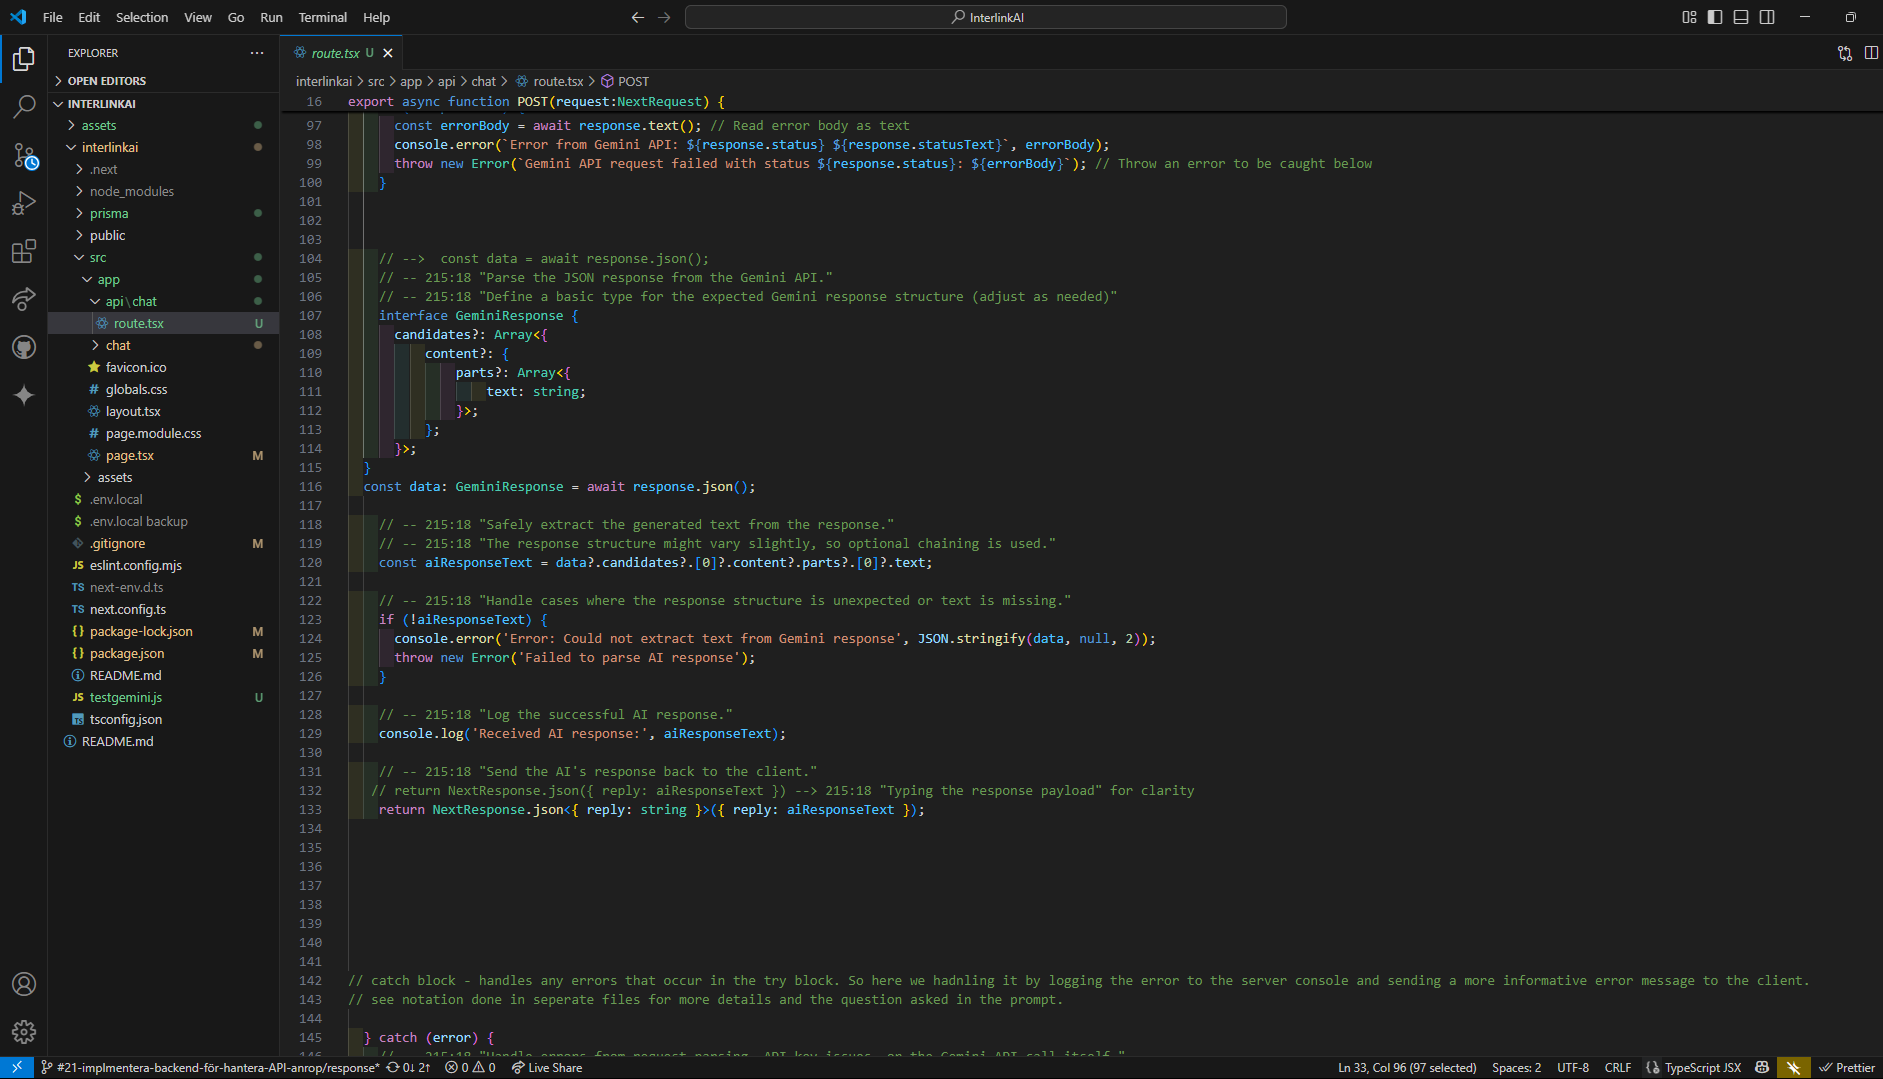 File Edit Selection View Go Run Terminal Help
InterlinkAI
EXPLORER
OPEN EDITORS
INTERLINKAI
assets
interlinkai
.next
node_modules
prisma
public
src
app
api\chat
route.tsx U
chat
favicon.ico
globals.css
layout.tsx
page.module.css
page.tsx M
assets
.env.local
.env.local backup
.gitignore M
eslint.config.mjs
next-env.d.ts
next.config.ts
package-lock.json M
package.json M
README.md
testgemini.js U
tsconfig.json
README.md
route.tsx U
interlinkai > src > app > api > chat > route.tsx > POST
16 export async function POST(request:NextRequest) {
97 const errorBody = await response.text(); // Read error body as text
98 console.error(`Error from Gemini API: ${response.status} ${response.statusText}`, errorBody);
99 throw new Error(`Gemini API request failed with status ${response.status}: ${errorBody}`); // Throw an error to be caught below
100 }
101
102
103
104 // --> const data = await response.json();
105 // -- 215:18 "Parse the JSON response from the Gemini API."
106 // -- 215:18 "Define a basic type for the expected Gemini response structure (adjust as needed)"
107 interface GeminiResponse {
108 candidates?: Array<{
109 content?: {
110 parts?: Array<{
111 text: string;
112 }>;
113 };
114 }>;
115 }
116 const data: GeminiResponse = await response.json();
117
118 // -- 215:18 "Safely extract the generated text from the response."
119 // -- 215:18 "The response structure might vary slightly, so optional chaining is used."
120 const aiResponseText = data?.candidates?.[0]?.content?.parts?.[0]?.text;
121
122 // -- 215:18 "Handle cases where the response structure is unexpected or text is missing."
123 if (!aiResponseText) {
124 console.error('Error: Could not extract text from Gemini response', JSON.stringify(data, null, 2));
125 throw new Error('Failed to parse AI response');
126 }
127
128 // -- 215:18 "Log the successful AI response."
129 console.log('Received AI response:', aiResponseText);
130
131 // -- 215:18 "Send the AI's response back to the client."
132 // return NextResponse.json({ reply: aiResponseText }) --> 215:18 "Typing the response payload" for clarity
133 return NextResponse.json<{ reply: string }>({ reply: aiResponseText });
134
135
136
137
138
139
140
141
142 // catch block - handles any errors that occur in the try block. So here we hadnling it by logging the error to the server console and sending a more informative error message to the client.
143 // see notation done in seperate files for more details and the question asked in the prompt.
144
145 } catch (error) {
146 // -- 215:18 "Handle errors from request parsing, API key issues, or the Gemini API call itself."
#21-implmentera-backend-för-hantera-API-anrop/response* 0↓ 2↑ 0 0 Live Share
Ln 33, Col 96 (97 selected) Spaces: 2 UTF-8 CRLF TypeScript JSX Prettier